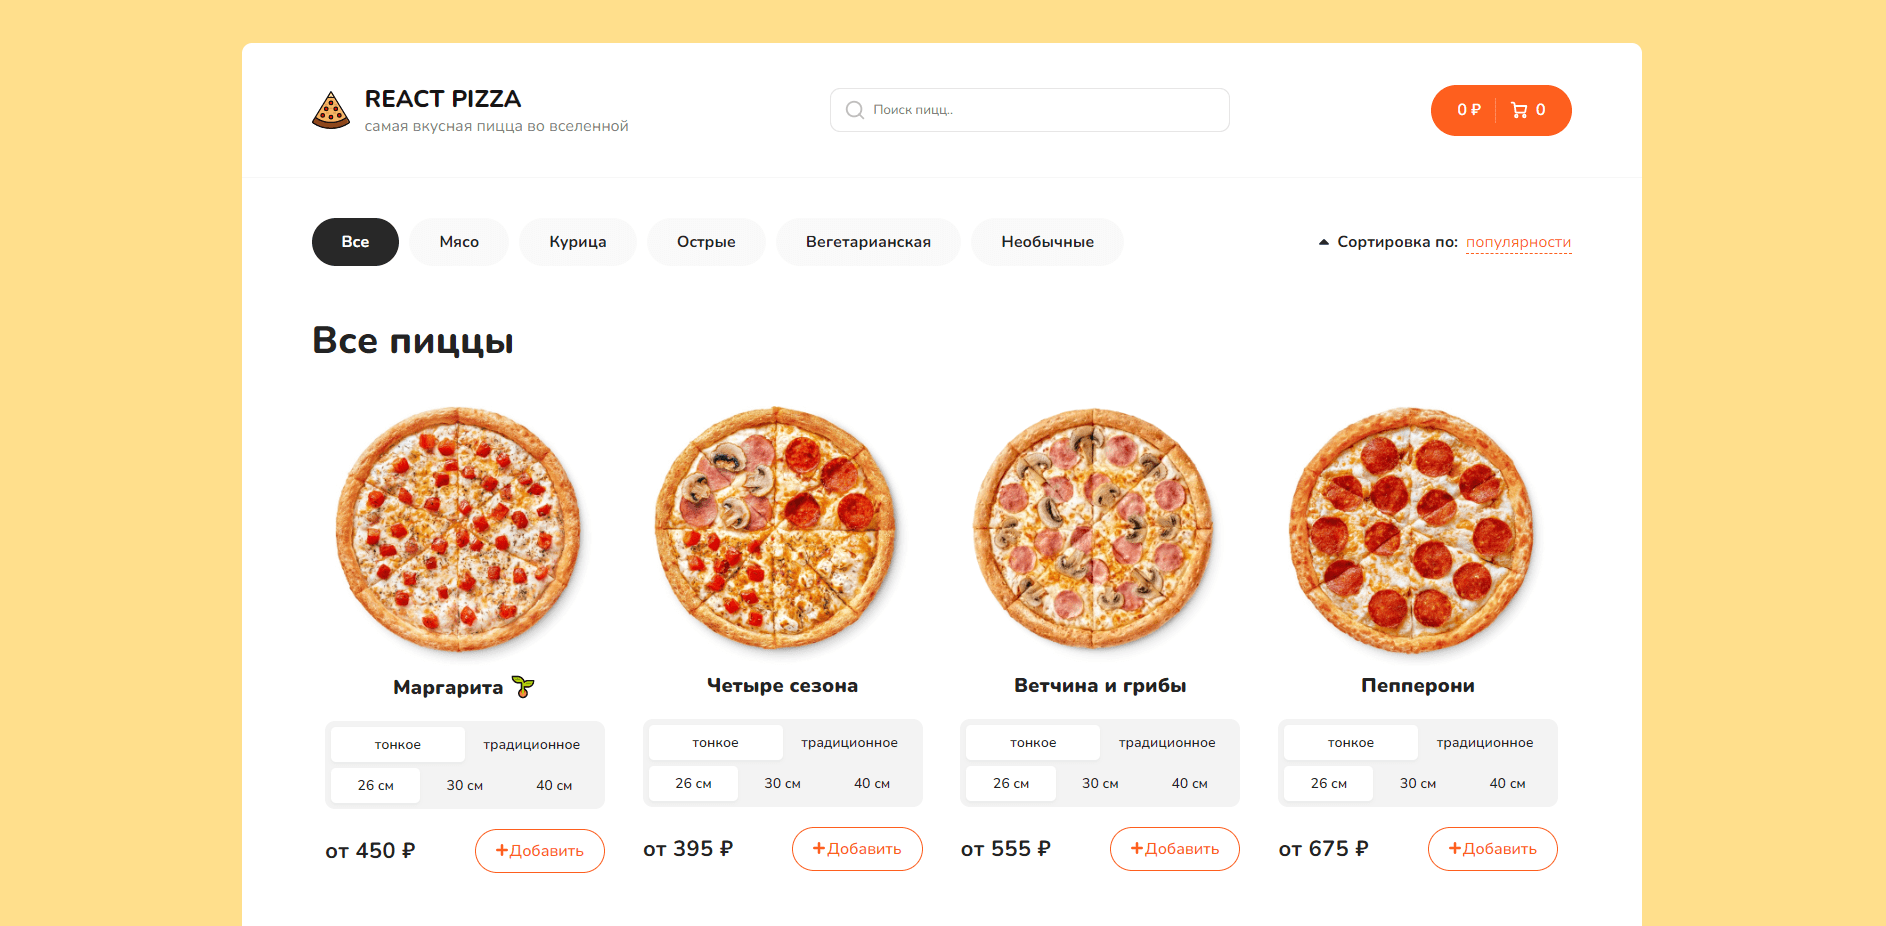 REACT PIZZA
самая вкусная пицца во вселенной
Поиск пицц..
0 ₽ 0
Все Мясо Курица Острые Вегетарианская Необычные
Сортировка по: популярности
Все пиццы
Маргарита
тонкое традиционное
26 см 30 см 40 см
от 450 ₽ +Добавить
Четыре сезона
тонкое традиционное
26 см 30 см 40 см
от 395 ₽ +Добавить
Ветчина и грибы
тонкое традиционное
26 см 30 см 40 см
от 555 ₽ +Добавить
Пепперони
тонкое традиционное
26 см 30 см 40 см
от 675 ₽ +Добавить